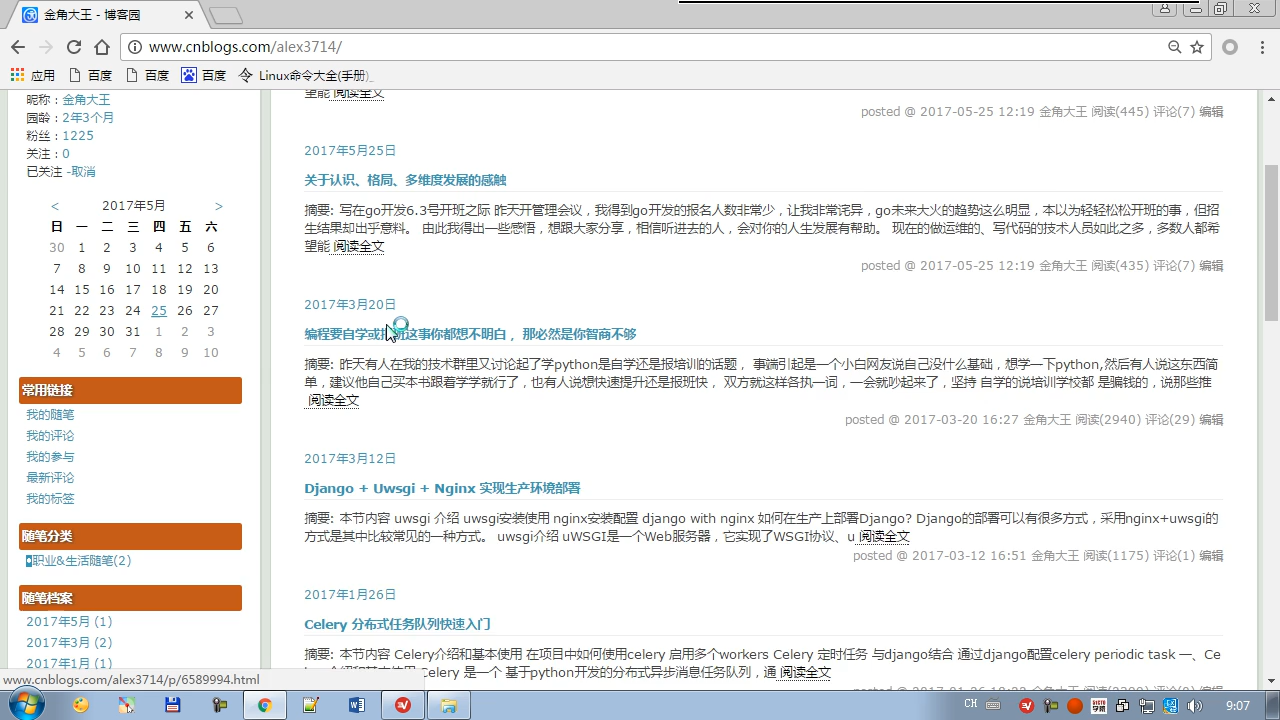 金角大王 - 博客园
www.cnblogs.com/alex3714/
应用 百度 百度 百度 Linux命令大全(手册)_
昵称：金角大王
园龄：2年3个月
粉丝：1225
关注：0
已关注 -取消
< 2017年5月 >
日 一 二 三 四 五 六
30 1 2 3 4 5 6
7 8 9 10 11 12 13
14 15 16 17 18 19 20
21 22 23 24 25 26 27
28 29 30 31 1 2 3
4 5 6 7 8 9 10
常用链接
我的随笔
我的评论
我的参与
最新评论
我的标签
随笔分类
职业&生活随笔(2)
随笔档案
2017年5月 (1)
2017年3月 (2)
2017年1月 (1)
望能 阅读全文
posted @ 2017-05-25 12:19 金角大王 阅读(445) 评论(7) 编辑
2017年5月25日
关于认识、格局、多维度发展的感触
摘要: 写在go开发6.3号开班之际 昨天开管理会议，我得到go开发的报名人数非常少，让我非常诧异，go未来大火的趋势这么明显，本以为轻轻松松开班的事，但招
生结果却出乎意料。 由此我得出一些感悟，想跟大家分享，相信听进去的人，会对你的人生发展有帮助。 现在的做运维的、写代码的技术人员如此之多，多数人都希
望能 阅读全文
posted @ 2017-05-25 12:19 金角大王 阅读(435) 评论(7) 编辑
2017年3月20日
编程要自学或报班这事你都想不明白， 那必然是你智商不够
摘要: 昨天有人在我的技术群里又讨论起了学python是自学还是报培训的话题， 事端引起是一个小白网友说自己没什么基础，想学一下python,然后有人说这东西简
单，建议他自己买本书跟着学学就行了，也有人说想快速提升还是报班快， 双方就这样各执一词，一会就吵起来了，坚持 自学的说培训学校都 是骗钱的，说那些推
阅读全文
posted @ 2017-03-20 16:27 金角大王 阅读(2940) 评论(29) 编辑
2017年3月12日
Django + Uwsgi + Nginx 实现生产环境部署
摘要: 本节内容 uwsgi 介绍 uwsgi安装使用 nginx安装配置 django with nginx 如何在生产上部署Django? Django的部署可以有很多方式，采用nginx+uwsgi的
方式是其中比较常见的一种方式。 uwsgi介绍 uWSGI是一个Web服务器，它实现了WSGI协议、u 阅读全文
posted @ 2017-03-12 16:51 金角大王 阅读(1175) 评论(1) 编辑
2017年1月26日
Celery 分布式任务队列快速入门
摘要: 本节内容 Celery介绍和基本使用 在项目中如何使用celery 启用多个workers Celery 定时任务 与django结合 通过django配置celery periodic task 一、Ce
Celery 是一个 基于python开发的分布式异步消息任务队列，通 阅读全文
www.cnblogs.com/alex3714/p/6589994.html
CH 9:07